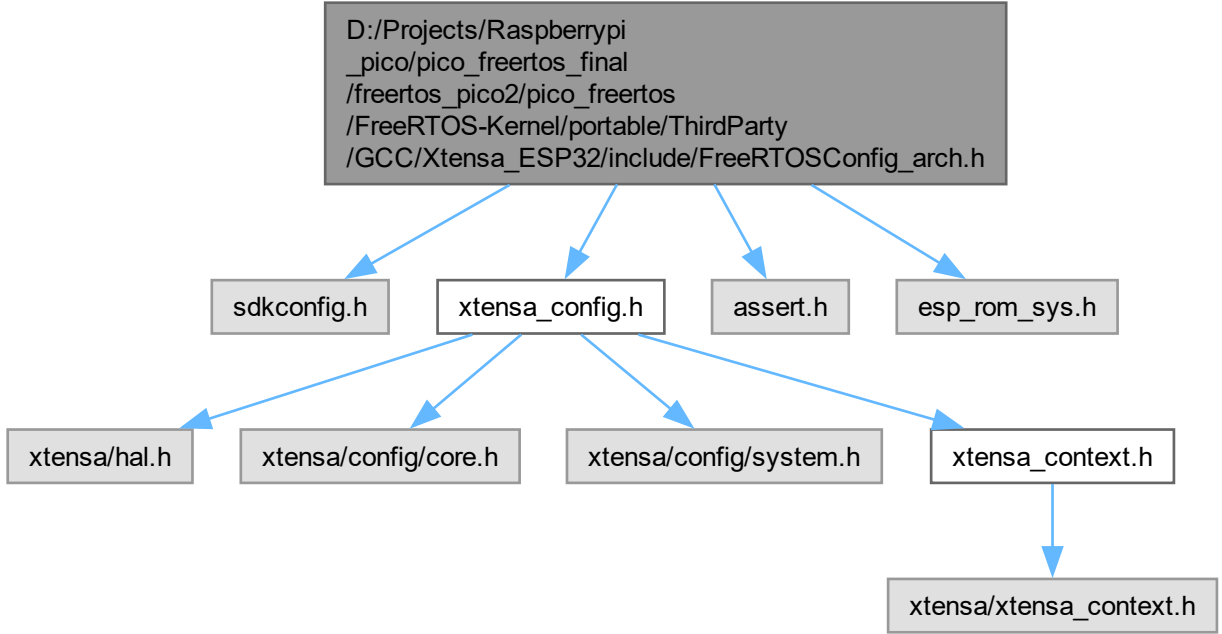 D:/Projects/Raspberrypi
_pico/pico_freertos_final
/freertos_pico2/pico_freertos
/FreeRTOS-Kernel/portable/ThirdParty
/GCC/Xtensa_ESP32/include/FreeRTOSConfig_arch.h
sdkconfig.h
xtensa_config.h
assert.h
esp_rom_sys.h
xtensa/hal.h
xtensa/config/core.h
xtensa/config/system.h
xtensa_context.h
xtensa/xtensa_context.h